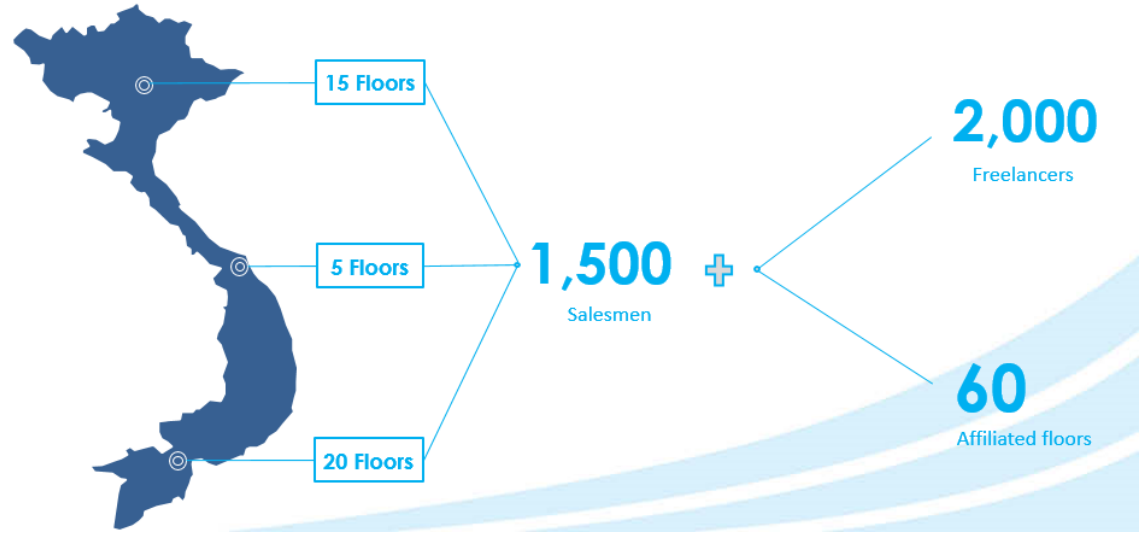 15 Floors
5 Floors
20 Floors
1,500
Salesmen
2,000
Freelancers
60
Affiliated floors